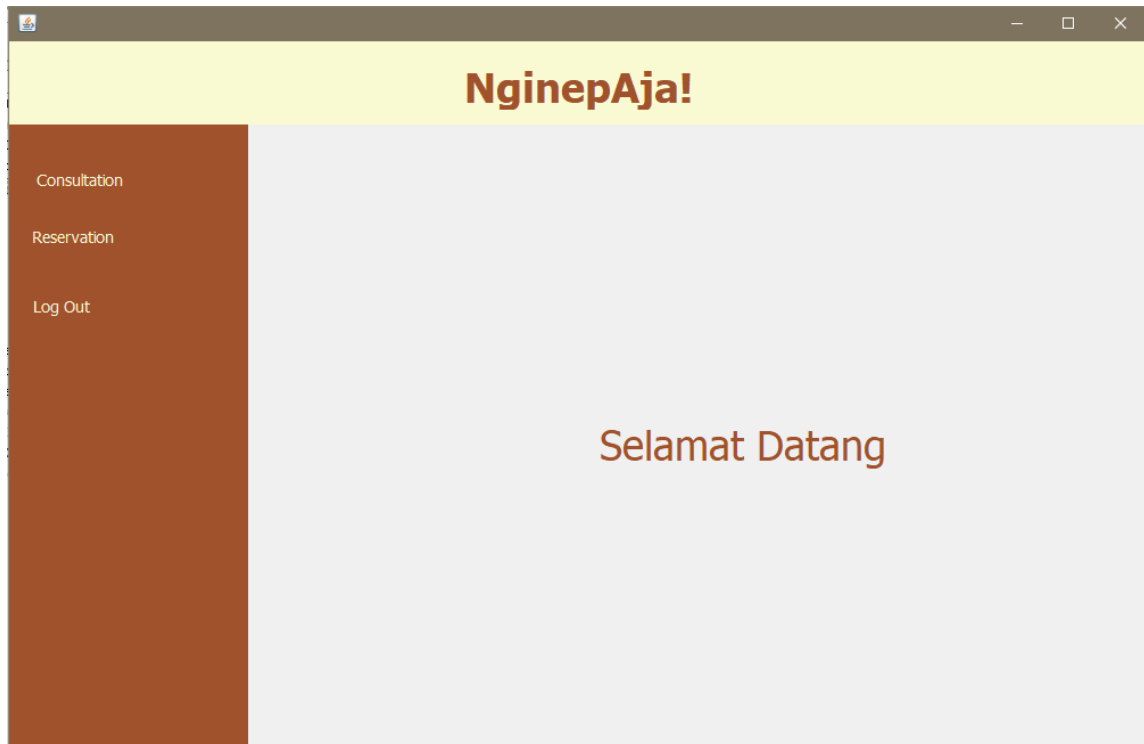 NginepAja!
Consultation
Reservation
Log Out
Selamat Datang